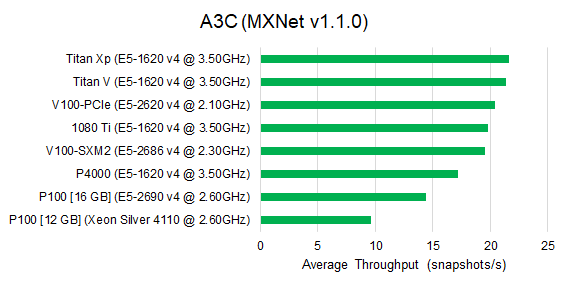 A3C (MXNet v1.1.0)
Titan Xp (E5-1620 v4 @ 3.50GHz)
Titan V (E5-1620 v4 @ 3.50GHz)
V100-PCIe (E5-2620 v4 @ 2.10GHz)
1080 Ti (E5-1620 v4 @ 3.50GHz)
V100-SXM2 (E5-2686 v4 @ 2.30GHz)
P4000 (E5-1620 v4 @ 3.50GHz)
P100 [16 GB] (E5-2690 v4 @ 2.60GHz)
P100 [12 GB] (Xeon Silver 4110 @ 2.60GHz)
0 5 10 15 20 25
Average Throughput (snapshots/s)